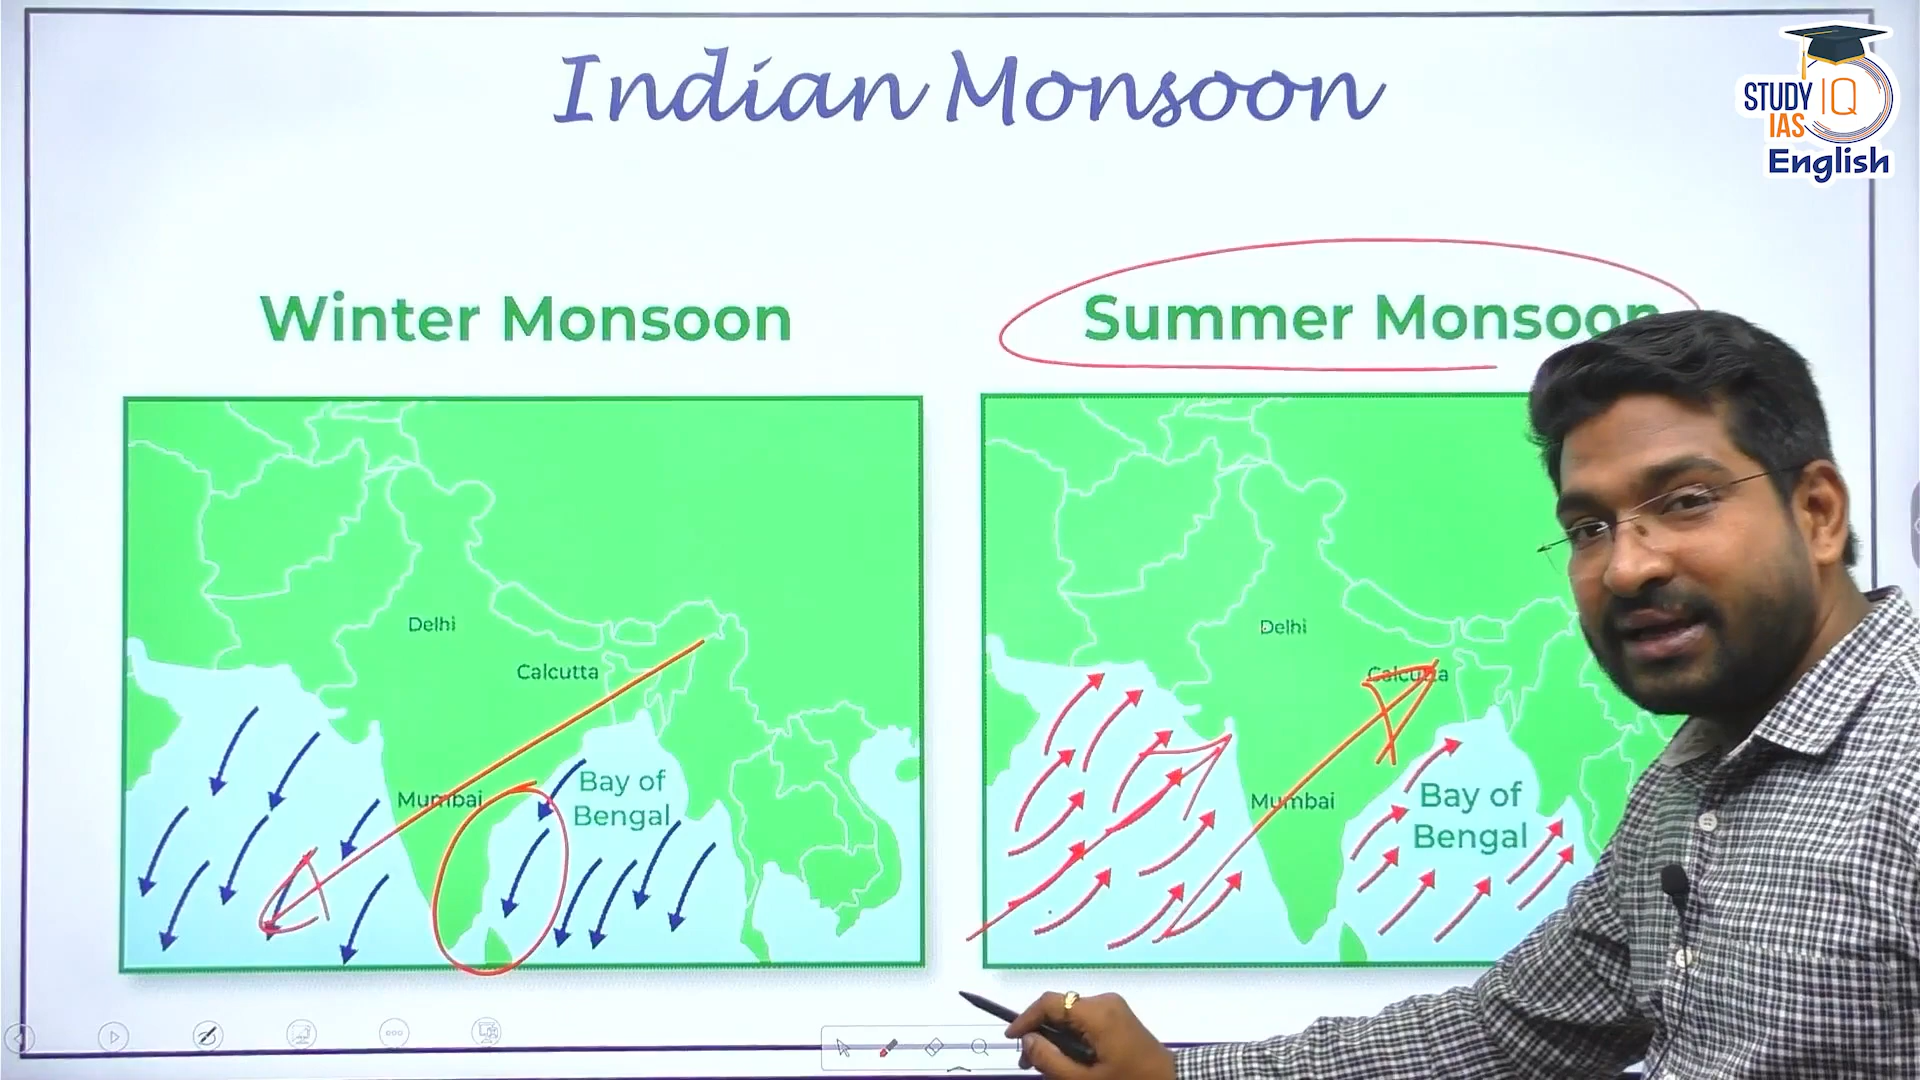 Indian Monsoon
STUDY IQ
IAS
English
Winter Monsoon
Summer Monsoon
Delhi
Calcutta
Mumbai
Bay of
Bengal
Delhi
Calcutta
Mumbai
Bay of
Bengal